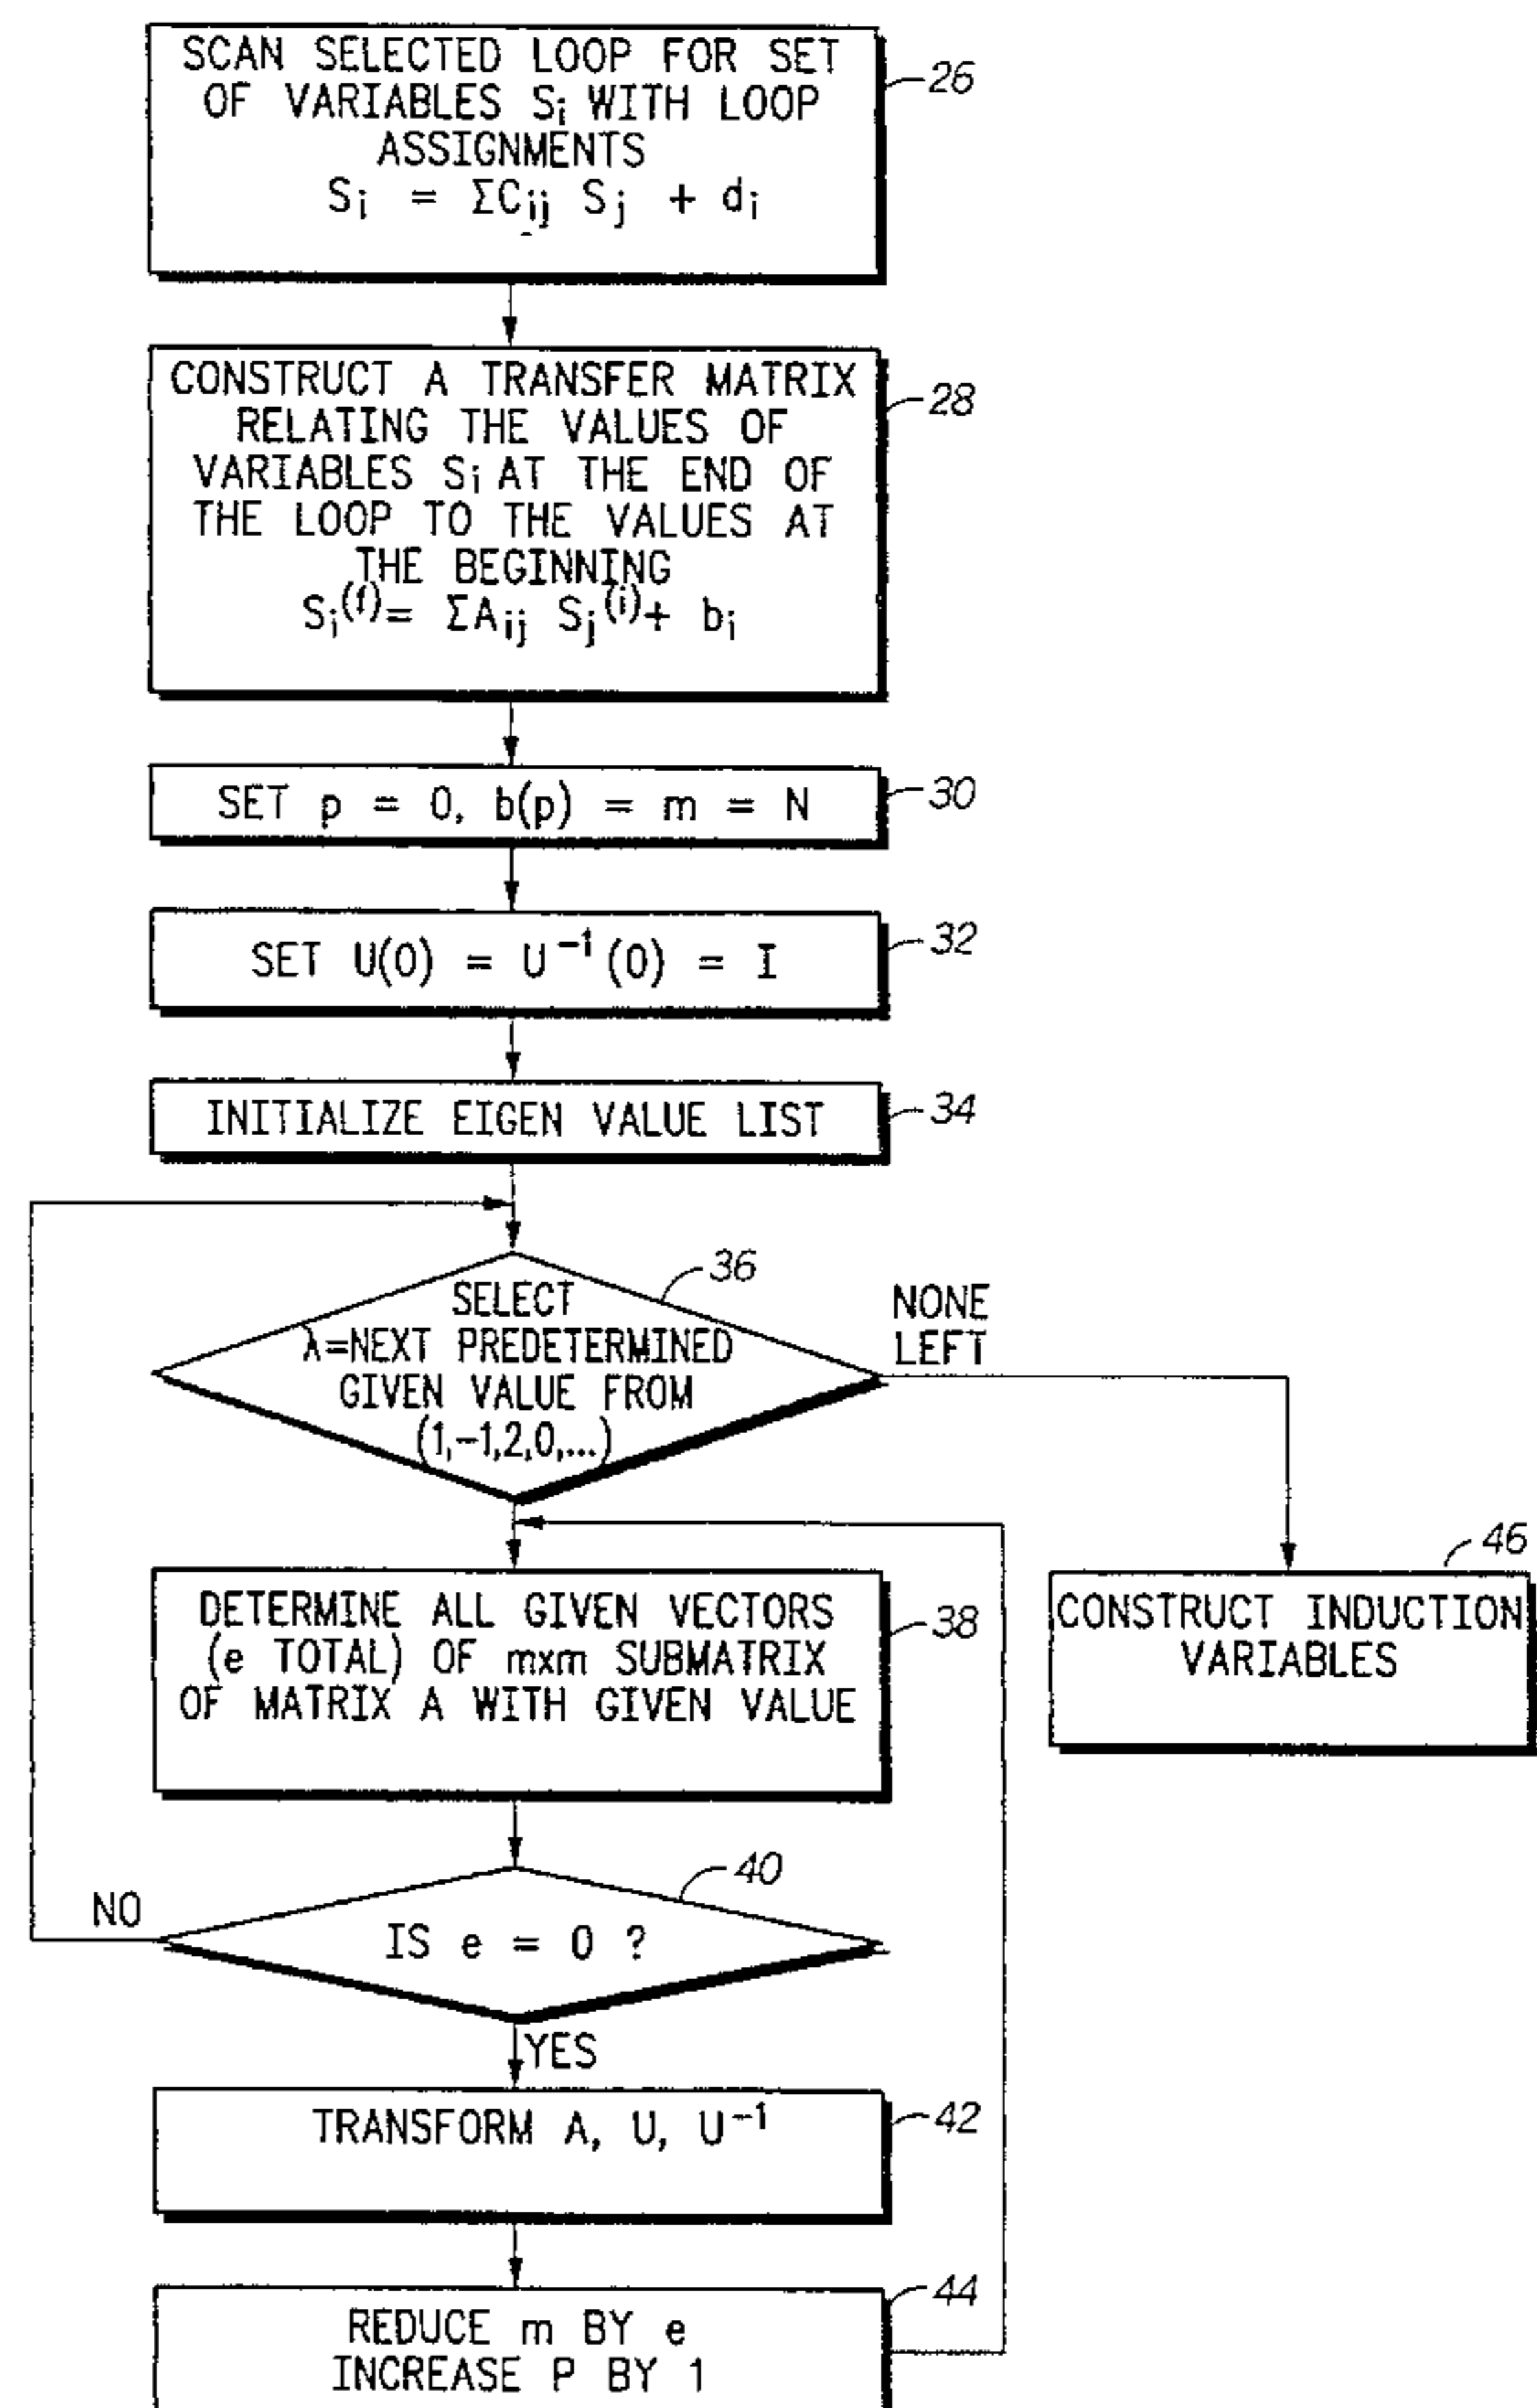 SCAN SELECTED LOOP FOR SET
OF VARIABLES Si WITH LOOP
ASSIGNMENTS
Si = ΣCij Sj + di
26
CONSTRUCT A TRANSFER MATRIX
RELATING THE VALUES OF
VARIABLES Si AT THE END OF
THE LOOP TO THE VALUES AT
THE BEGINNING
Si(f)= ΣAij Sj(i)+ bi
28
SET p = 0, b(p) = m = N
30
SET U(0) = U⁻¹(0) = I
32
INITIALIZE EIGEN VALUE LIST
34
SELECT
λ=NEXT PREDETERMINED
GIVEN VALUE FROM
(1,-1,2,0,...)
36
NONE
LEFT
DETERMINE ALL GIVEN VECTORS
(e TOTAL) OF mxm SUBMATRIX
OF MATRIX A WITH GIVEN VALUE
38
46
CONSTRUCT INDUCTION
VARIABLES
NO
IS e = 0 ?
40
YES
TRANSFORM A, U, U⁻¹
42
REDUCE m BY e
INCREASE P BY 1
44